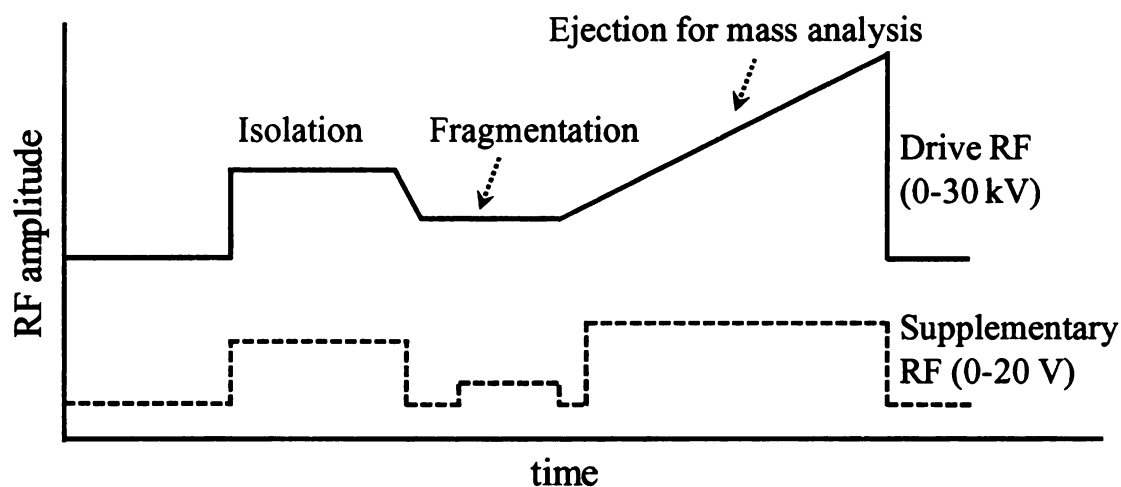 Ejection for mass analysis
Isolation
Fragmentation
Drive RF
(0-30 kV)
RF amplitude
Supplementary
RF (0-20 V)
time